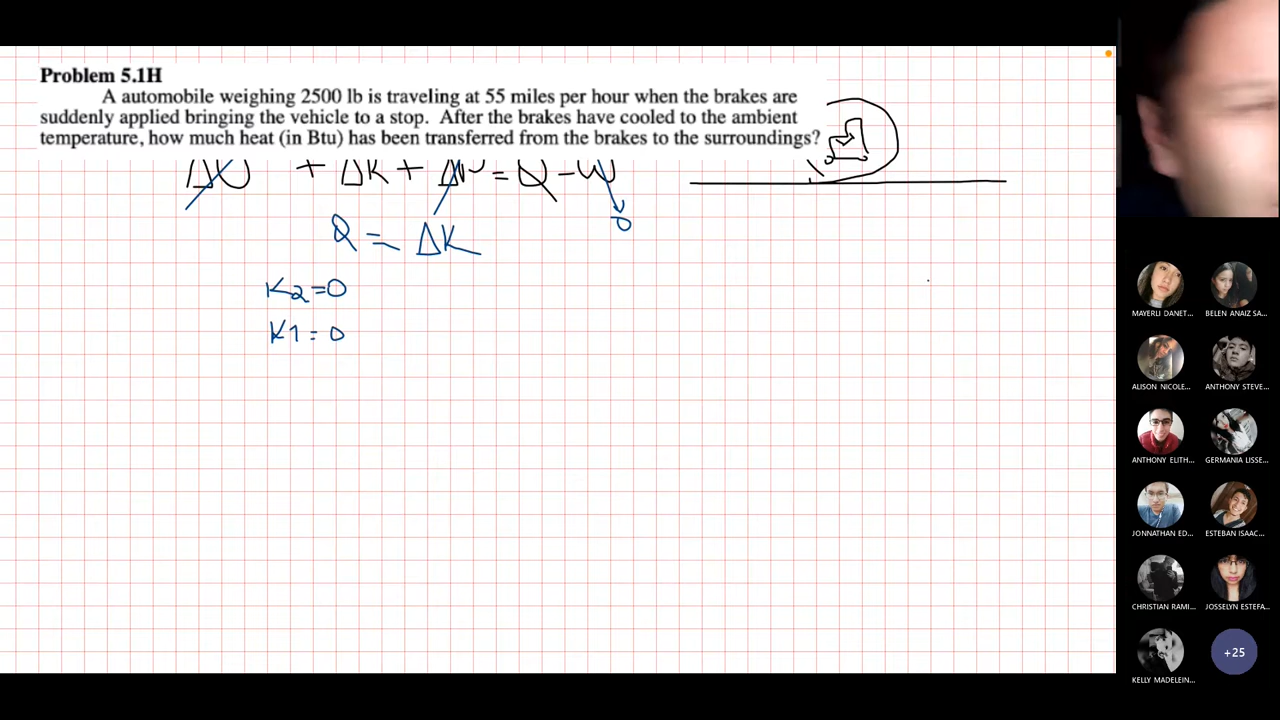 Problem 5.1H
A automobile weighing 2500 lb is traveling at 55 miles per hour when the brakes are
suddenly applied bringing the vehicle to a stop. After the brakes have cooled to the ambient
temperature, how much heat (in Btu) has been transferred from the brakes to the surroundings?
ΔU + ΔK + ΔP = Q - W
0
Q = ΔK
K2=0
K1=0
MAYERLI DANET...
BELEN ANAIZ SA...
ALISON NICOLE...
ANTHONY STEVE...
ANTHONY ELITH...
GERMANIA LISSE...
JONNATHAN ED...
ESTEBAN ISAAC...
CHRISTIAN RAMI...
JOSSELYN ESTEFA...
KELLY MADELEIN...
+25